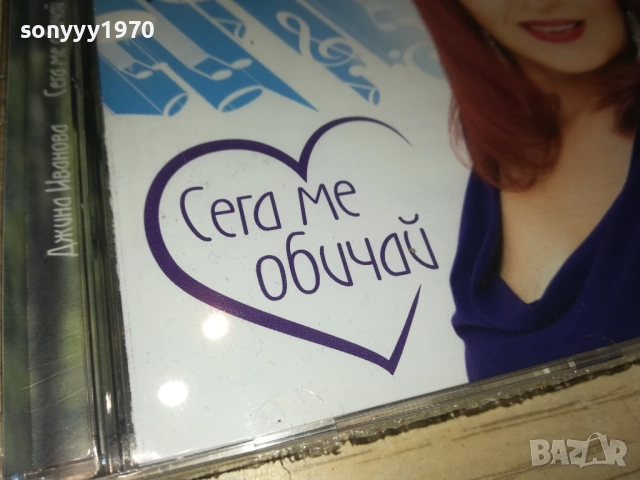 sonyyy1970
Джина Иванова Сега ме обичай
Сега ме
обичай
BAZAR